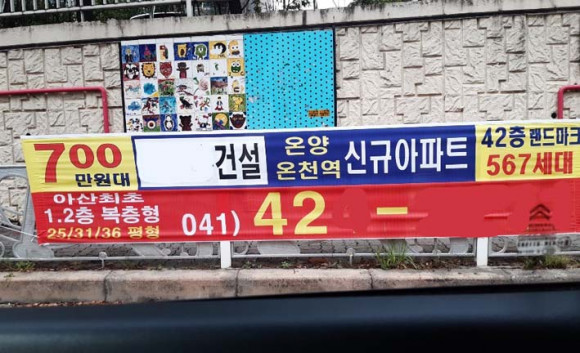 700
만원대
건설
온양
온천역
신규아파트
42층 랜드마크
567세대
아산최초
1.2층 복층형
25/31/36 평형
041) 42 -